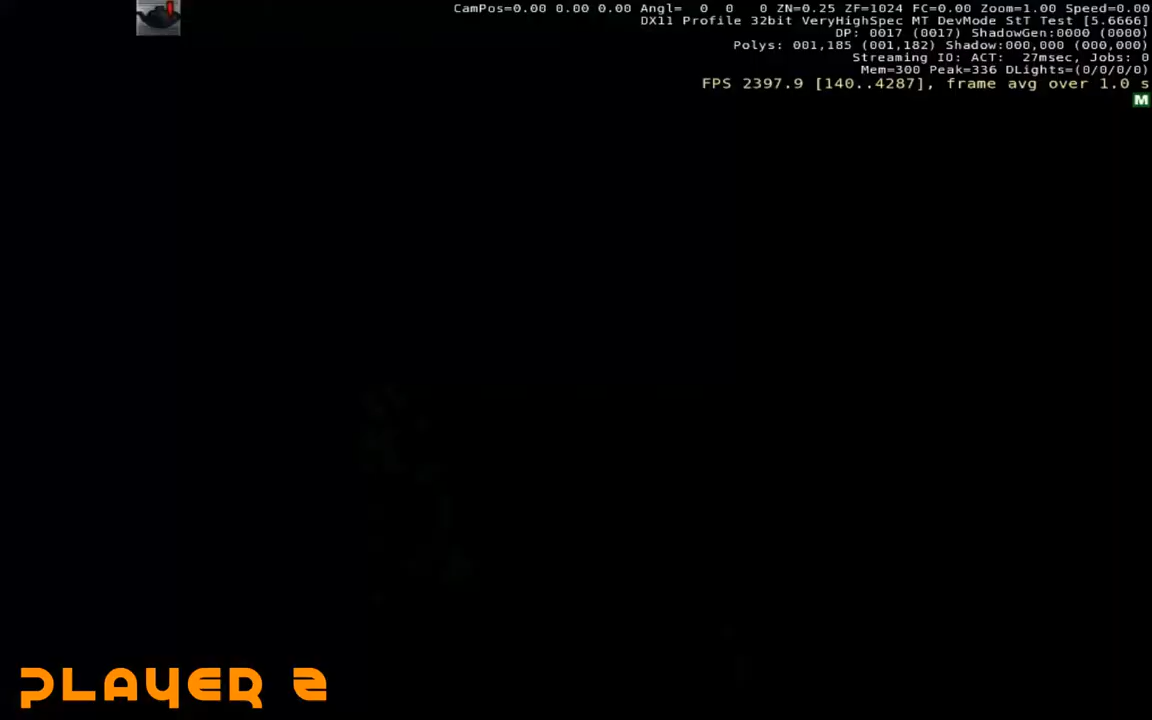 CamPos=0.00 0.00 0.00 Angl= 0 0 0 ZN=0.25 ZF=1024 FC=0.00 Zoom=1.00 Speed=0.00
DX11 Profile 32bit VeryHighSpec MT DevMode StT Test [5.6666]
DP: 0017 (0017) ShadowGen:0000 (0000)
Polys: 001,185 (001,182) Shadow:000,000 (000,000)
Streaming IO: ACT: 27msec, Jobs: 0
Mem=300 Peak=336 DLights=(0/0/0/0)
FPS 2397.9 [140..4287], frame avg over 1.0 s
M
PLAYER 2